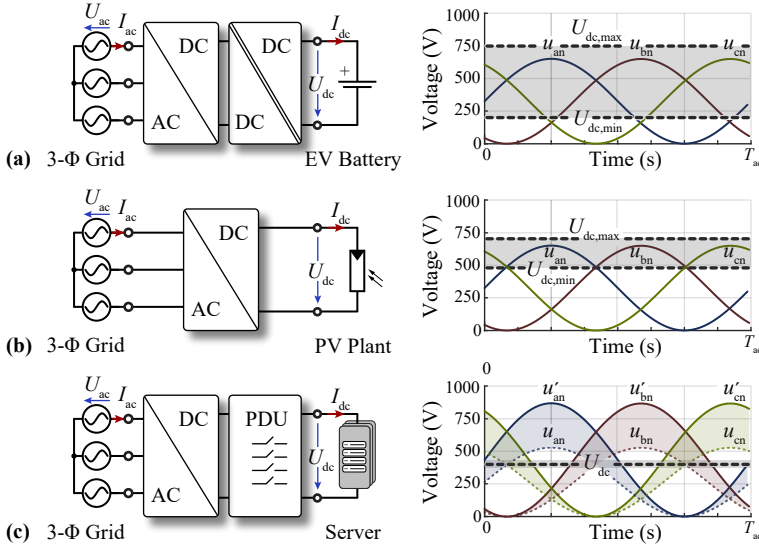 U_ac I_ac DC DC I_dc
+
U_dc
AC DC
(a) 3-Φ Grid EV Battery
1000
750
500
250
0
Voltage (V)
U_dc,max
u_an u_bn u_cn
U_dc,min
0 Time (s) T_ac
U_ac I_ac DC I_dc
U_dc
AC
(b) 3-Φ Grid PV Plant
1000
750
500
250
0
Voltage (V)
U_dc,max
u_an u_bn u_cn
U_dc,min
0 Time (s) T_ac
0
U_ac I_ac DC PDU I_dc
U_dc
AC
(c) 3-Φ Grid Server
1000
750
500
250
0
Voltage (V)
u'_an u'_bn u'_cn
u_an u_bn u_cn
U_dc
0 Time (s) T_ac